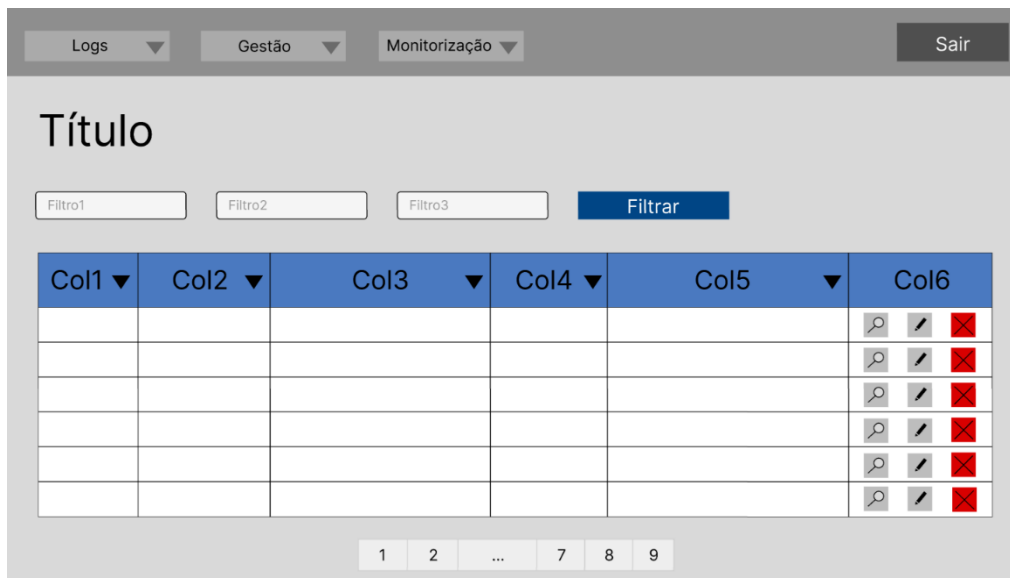 Logs Gestão Monitorização Sair
Título
Filtro1 Filtro2 Filtro3 Filtrar
Col1 Col2 Col3 Col4 Col5 Col6
1 2 ... 7 8 9